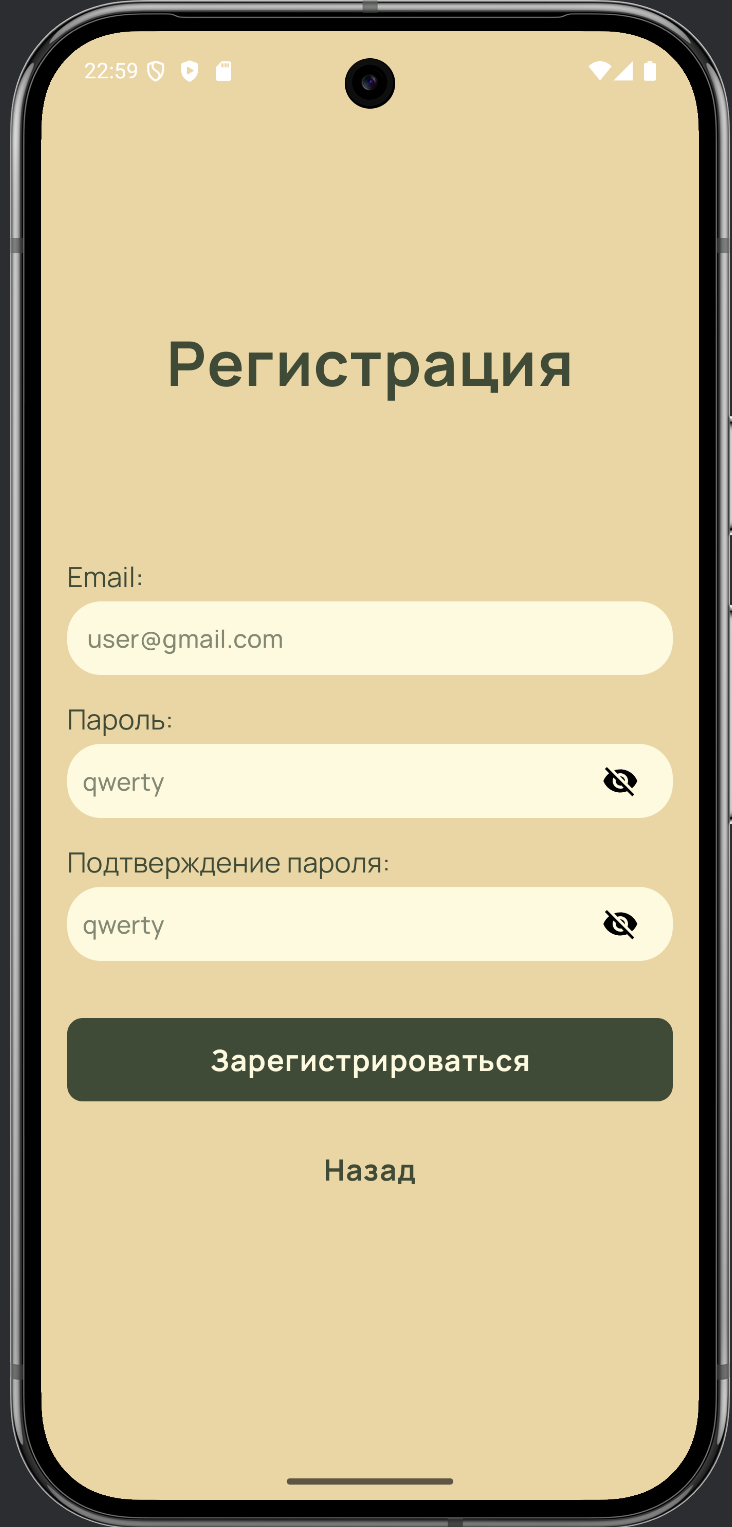 22:59
Регистрация
Email:
user@gmail.com
Пароль:
qwerty
Подтверждение пароля:
qwerty
Зарегистрироваться
Назад